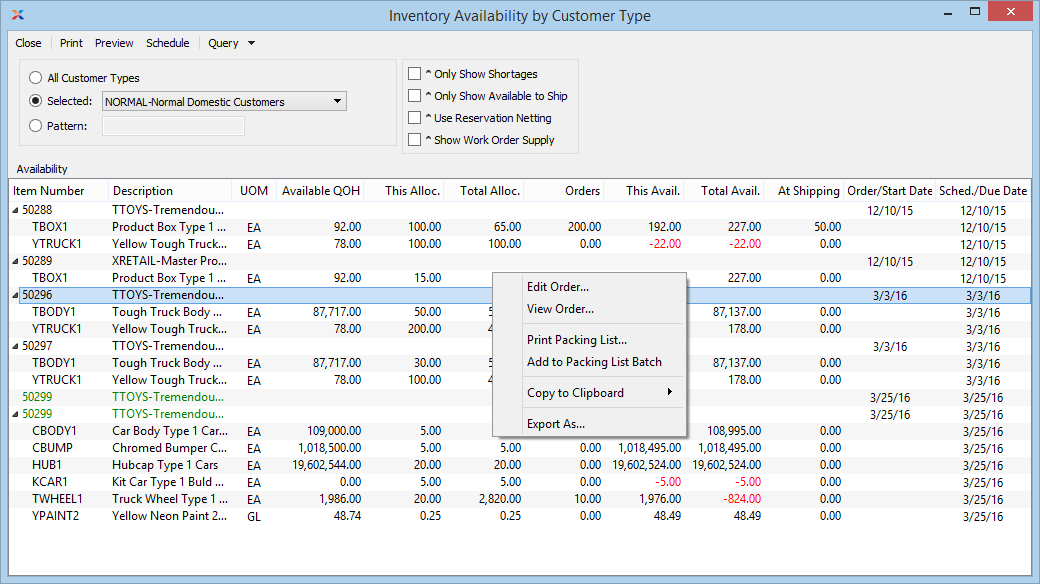 Inventory Availability by Customer Type
Close Print Preview Schedule Query
All Customer Types
Selected: NORMAL-Normal Domestic Customers
Pattern:
^ Only Show Shortages
^ Only Show Available to Ship
^ Use Reservation Netting
^ Show Work Order Supply
Availability
Item Number Description UOM Available QOH This Alloc. Total Alloc. Orders This Avail. Total Avail. At Shipping Order/Start Date Sched./Due Date
50288 TTOYS-Tremendou... 12/10/15 12/10/15
TBOX1 Product Box Type 1 ... EA 92.00 100.00 65.00 200.00 192.00 227.00 50.00 12/10/15
YTRUCK1 Yellow Tough Truck... EA 78.00 100.00 100.00 0.00 -22.00 -22.00 0.00 12/10/15
50289 XRETAIL-Master Pro... 12/10/15 12/10/15
TBOX1 Product Box Type 1 ... EA 92.00 15.00 227.00 0.00 12/10/15
50296 TTOYS-Tremendou... 3/3/16 3/3/16
TBODY1 Tough Truck Body ... EA 87,717.00 50.00 5 87,137.00 0.00 3/3/16
YTRUCK1 Yellow Tough Truck... EA 78.00 200.00 4 178.00 0.00 3/3/16
50297 TTOYS-Tremendou... 3/3/16 3/3/16
TBODY1 Tough Truck Body ... EA 87,717.00 30.00 5 87,137.00 0.00 3/3/16
YTRUCK1 Yellow Tough Truck... EA 78.00 100.00 4 178.00 0.00 3/3/16
50299 TTOYS-Tremendou... 3/25/16 3/25/16
50299 TTOYS-Tremendou... 3/25/16 3/25/16
CBODY1 Car Body Type 1 Car... EA 109,000.00 5.00 108,995.00 0.00 3/25/16
CBUMP Chromed Bumper C... EA 1,018,500.00 5.00 5.00 0.00 1,018,495.00 1,018,495.00 0.00 3/25/16
HUB1 Hubcap Type 1 Cars EA 19,602,544.00 20.00 20.00 0.00 19,602,524.00 19,602,524.00 0.00 3/25/16
KCAR1 Kit Car Type 1 Buld ... EA 0.00 5.00 5.00 0.00 -5.00 -5.00 0.00 3/25/16
TWHEEL1 Truck Wheel Type 1 ... EA 1,986.00 20.00 2,820.00 10.00 1,976.00 -824.00 0.00 3/25/16
YPAINT2 Yellow Neon Paint 2... GL 48.74 0.25 0.25 0.00 48.49 48.49 0.00 3/25/16
Edit Order...
View Order...
Print Packing List...
Add to Packing List Batch
Copy to Clipboard
Export As...